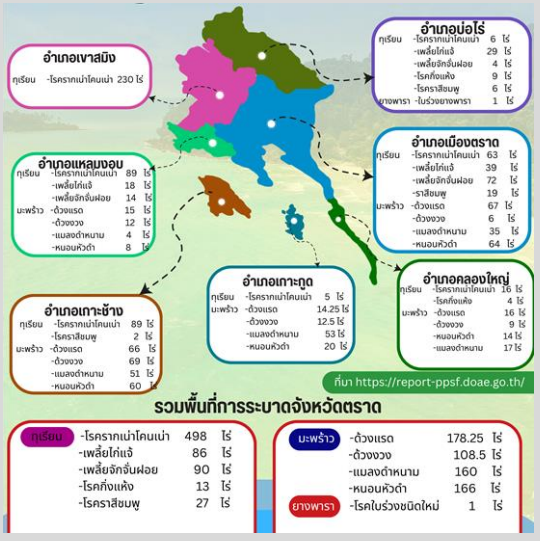 อำเภอเขาสมิง
ทุเรียน -โรครากเน่าโคนเน่า 230 ไร่
อำเภอบ่อไร่
ทุเรียน -โรครากเน่าโคนเน่า 6 ไร่
-เพลี้ยไก่แจ้ 29 ไร่
-เพลี้ยจักจั่นฝอย 4 ไร่
-โรคกิ่งแห้ง 9 ไร่
-โรคราสีชมพู 6 ไร่
ยางพารา -ใบร่วงยางพารา 1 ไร่
อำเภอแหลมงอบ
ทุเรียน -โรครากเน่าโคนเน่า 89 ไร่
-เพลี้ยไก่แจ้ 18 ไร่
-เพลี้ยจักจั่นฝอย 14 ไร่
มะพร้าว -ด้วงแรด 15 ไร่
-ด้วงงวง 12 ไร่
-แมลงดำหนาม 4 ไร่
-หนอนหัวดำ 8 ไร่
อำเภอเมืองตราด
ทุเรียน -โรครากเน่าโคนเน่า 63 ไร่
-เพลี้ยไก่แจ้ 39 ไร่
-เพลี้ยจักจั่นฝอย 72 ไร่
-ราสีชมพู 19 ไร่
มะพร้าว -ด้วงแรด 67 ไร่
-ด้วงงวง 6 ไร่
-แมลงดำหนาม 35 ไร่
-หนอนหัวดำ 64 ไร่
อำเภอเกาะช้าง
ทุเรียน -โรครากเน่าโคนเน่า 89 ไร่
-โรคราสีชมพู 2 ไร่
มะพร้าว -ด้วงแรด 66 ไร่
-ด้วงงวง 69 ไร่
-แมลงดำหนาม 51 ไร่
-หนอนหัวดำ 60 ไร่
อำเภอเกาะกูด
ทุเรียน -โรครากเน่าโคนเน่า 5 ไร่
มะพร้าว -ด้วงแรด 14.25 ไร่
-ด้วงงวง 12.5 ไร่
-แมลงดำหนาม 53 ไร่
-หนอนหัวดำ 20 ไร่
อำเภอคลองใหญ่
ทุเรียน -โรครากเน่าโคนเน่า 16 ไร่
-โรคกิ่งแห้ง 4 ไร่
มะพร้าว -ด้วงแรด 16 ไร่
-ด้วงงวง 9 ไร่
-หนอนหัวดำ 14 ไร่
-แมลงดำหนาม 17 ไร่
ที่มา https://report-ppsf.doae.go.th/
รวมพื้นที่การระบาดจังหวัดตราด
ทุเรียน -โรครากเน่าโคนเน่า 498 ไร่
-เพลี้ยไก่แจ้ 86 ไร่
-เพลี้ยจักจั่นฝอย 90 ไร่
-โรคกิ่งแห้ง 13 ไร่
-โรคราสีชมพู 27 ไร่
มะพร้าว -ด้วงแรด 178.25 ไร่
-ด้วงงวง 108.5 ไร่
-แมลงดำหนาม 160 ไร่
-หนอนหัวดำ 166 ไร่
ยางพารา -โรคใบร่วงชนิดใหม่ 1 ไร่